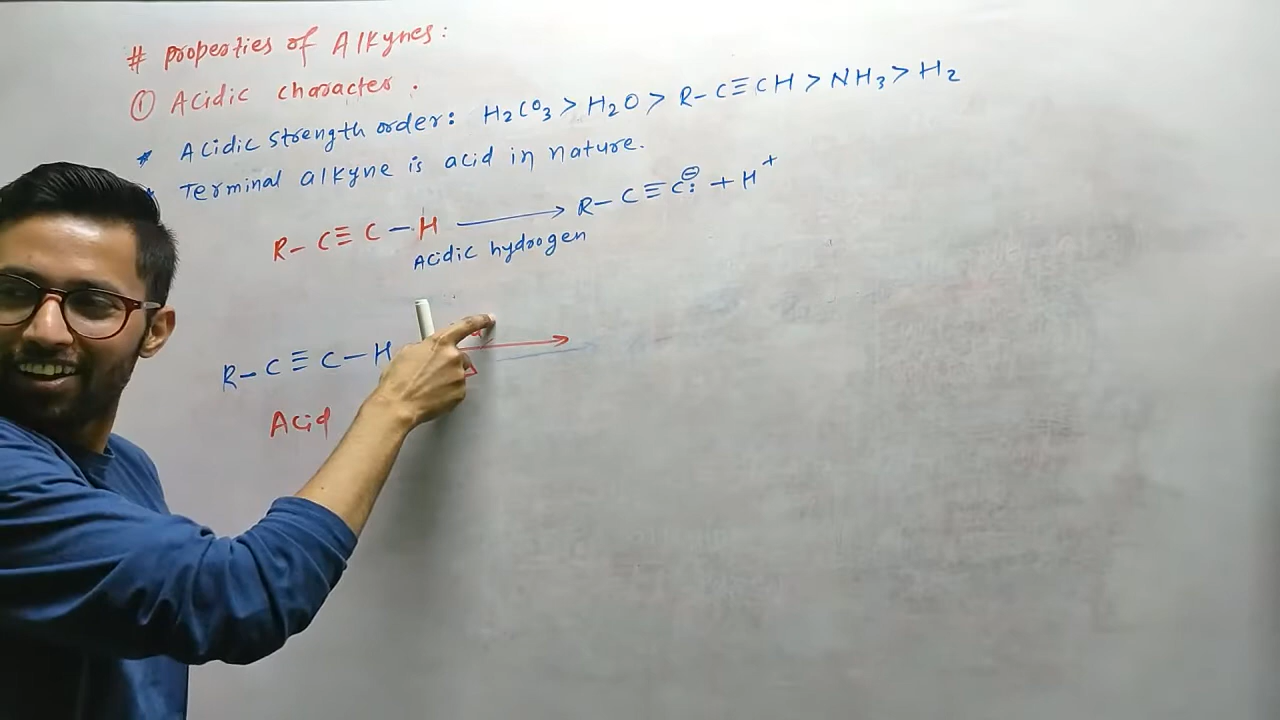 # Properties of Alkynes:
① Acidic character.
* Acidic strength order: H₂CO₃ > H₂O > R-C≡CH > NH₃ > H₂
* Terminal alkyne is acid in nature.
R-C≡C-H ⟶ R-C≡C:⊖ + H⁺
Acidic hydrogen
R-C≡C-H ⟶
Acid